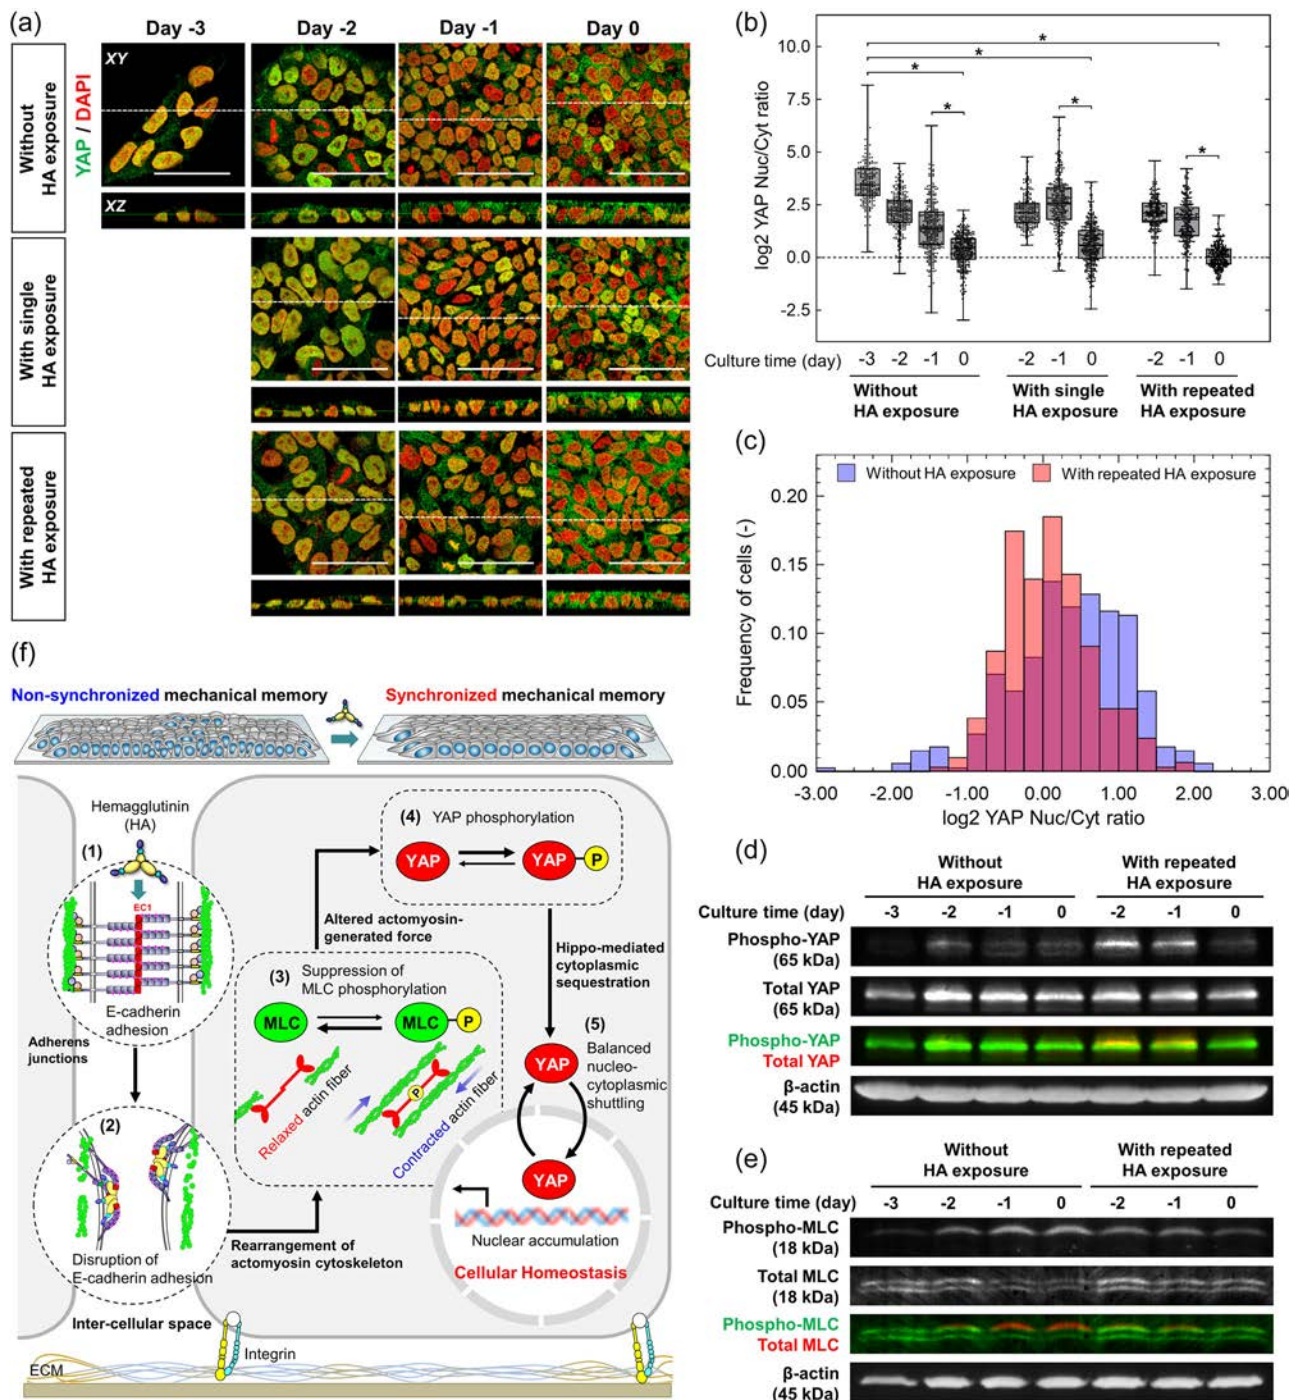 (a)
Day -3
Day -2
Day -1
Day 0
Without
HA exposure
YAP / DAPI
XY
XZ
With single
HA exposure
With repeated
HA exposure
(b)
log2 YAP Nuc/Cyt ratio
10.0
7.5
5.0
2.5
0.0
-2.5
* * * * * *
Culture time (day)
-3 -2 -1 0 -2 -1 0 -2 -1 0
Without
HA exposure
With single
HA exposure
With repeated
HA exposure
(c)
Without HA exposure
With repeated HA exposure
Frequency of cells (-)
0.20
0.15
0.10
0.05
0.00
-3.00 -2.00 -1.00 0.00 1.00 2.00 3.00
log2 YAP Nuc/Cyt ratio
(d)
Without
HA exposure
With repeated
HA exposure
Culture time (day) -3 -2 -1 0 -2 -1 0
Phospho-YAP
(65 kDa)
Total YAP
(65 kDa)
Phospho-YAP
Total YAP
β-actin
(45 kDa)
(e)
Without
HA exposure
With repeated
HA exposure
Culture time (day) -3 -2 -1 0 -2 -1 0
Phospho-MLC
(18 kDa)
Total MLC
(18 kDa)
Phospho-MLC
Total MLC
β-actin
(45 kDa)
(f)
Non-synchronized mechanical memory
Synchronized mechanical memory
Hemagglutinin
(HA)
(1)
EC1
E-cadherin
adhesion
Adherens
junctions
(2)
Disruption of
E-cadherin adhesion
Inter-cellular space
Rearrangement of
actomyosin cytoskeleton
(3)
Suppression of
MLC phosphorylation
MLC
MLC
P
P
Relaxed actin fiber
Contracted actin fiber
Altered actomyosin-
generated force
(4)
YAP phosphorylation
YAP
YAP
P
Hippo-mediated
cytoplasmic
sequestration
(5)
Balanced
nucleo-
cytoplasmic
shuttling
YAP
YAP
Nuclear accumulation
Cellular Homeostasis
Integrin
ECM